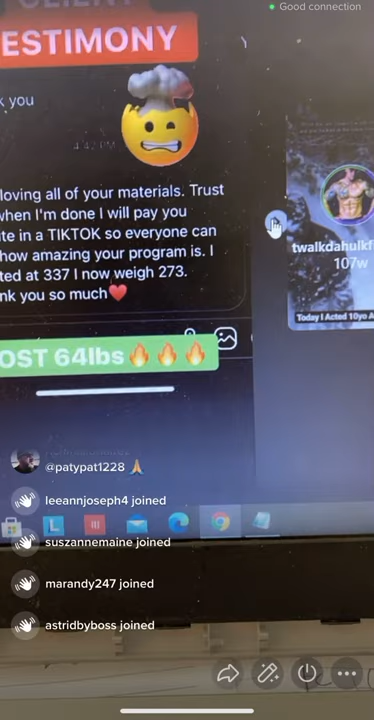 Good connection
CLIENT
ESTIMONY
k you
4:42 PM
loving all of your materials. Trust
when I'm done I will pay you
te in a TIKTOK so everyone can
how amazing your program is. I
ted at 337 I now weigh 273.
nk you so much❤️
OST 64lbs🔥🔥🔥
twalkdahulkf
107w
Today I Acted 10yo A
@patypat1228 🙏
leeannjoseph4 joined
L
suszannemaine joined
marandy247 joined
astridbyboss joined